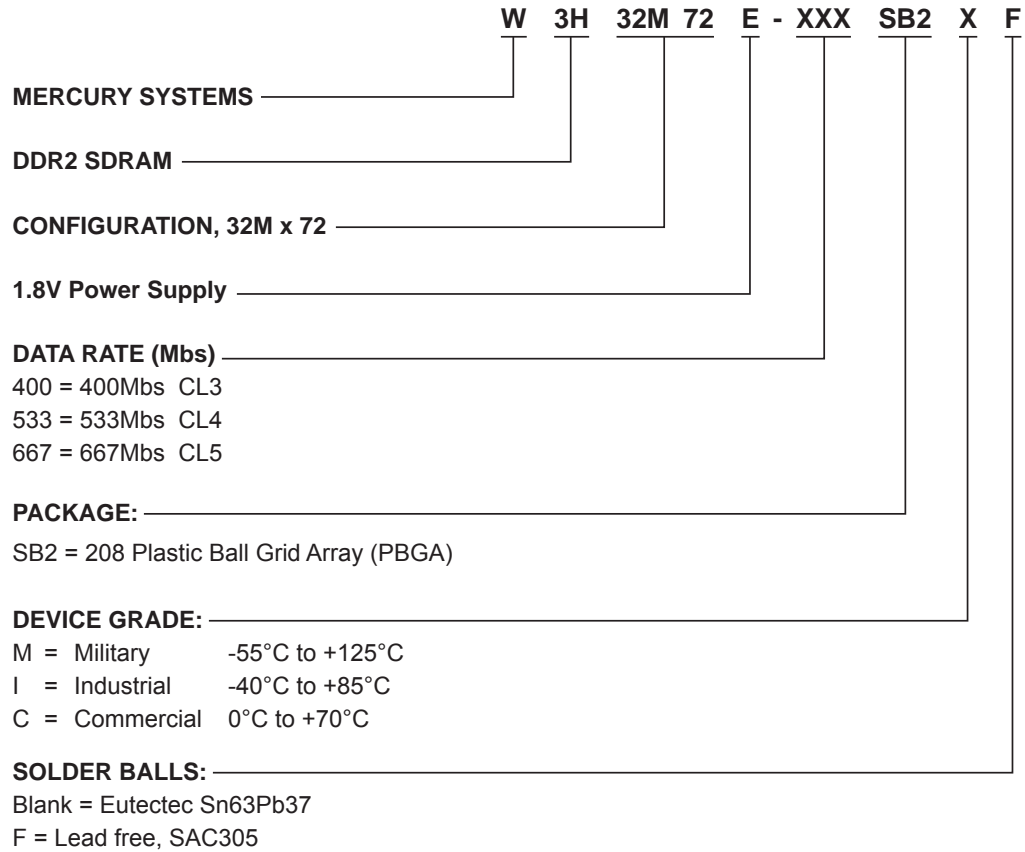 W 3H 32M 72 E - XXX SB2 X F
MERCURY SYSTEMS
DDR2 SDRAM
CONFIGURATION, 32M x 72
1.8V Power Supply
DATA RATE (Mbs)
400 = 400Mbs CL3
533 = 533Mbs CL4
667 = 667Mbs CL5
PACKAGE:
SB2 = 208 Plastic Ball Grid Array (PBGA)
DEVICE GRADE:
M = Military -55°C to +125°C
I = Industrial -40°C to +85°C
C = Commercial 0°C to +70°C
SOLDER BALLS:
Blank = Eutectec Sn63Pb37
F = Lead free, SAC305